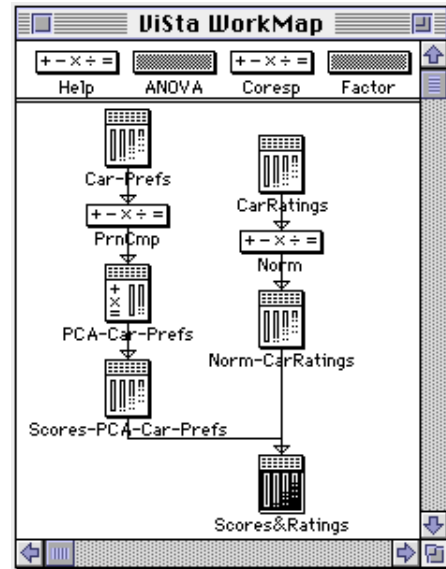 ViSta WorkMap
+ - × ÷ = + - × ÷ =
Help ANOVA Coresp Factor
Car-Prefs
CarRatings
+ - × ÷ =
PrnCmp
+ - × ÷ =
Norm
+ × =
PCA-Car-Prefs
Norm-CarRatings
Scores-PCA-Car-Prefs
Scores&Ratings